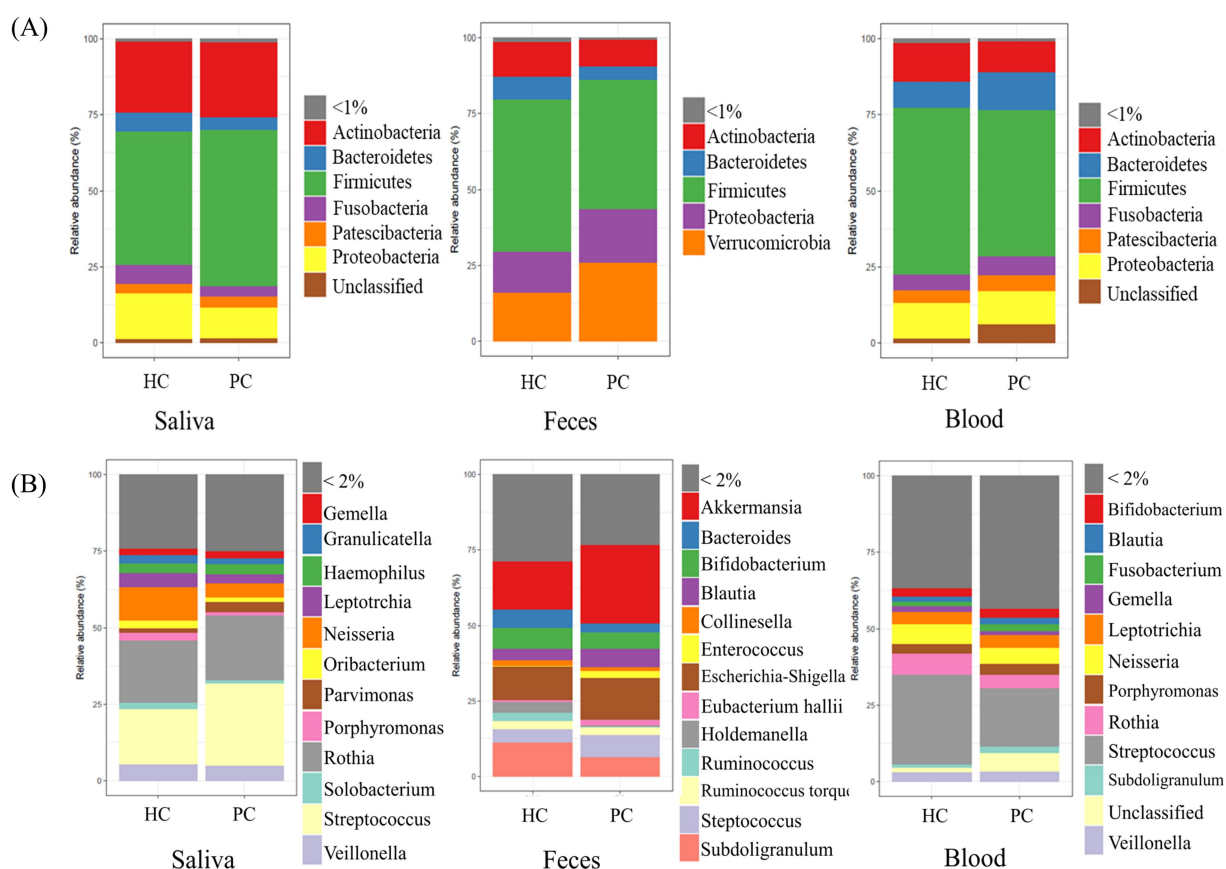 (A)
Relative abundance (%)
100
75
50
25
0
HC
PC
Saliva
<1%
Actinobacteria
Bacteroidetes
Firmicutes
Fusobacteria
Patescibacteria
Proteobacteria
Unclassified
Relative abundance (%)
100
75
50
25
0
HC
PC
Feces
<1%
Actinobacteria
Bacteroidetes
Firmicutes
Proteobacteria
Verrucomicrobia
Relative abundance (%)
100
75
50
25
0
HC
PC
Blood
<1%
Actinobacteria
Bacteroidetes
Firmicutes
Fusobacteria
Patescibacteria
Proteobacteria
Unclassified
(B)
Relative abundance (%)
100
75
50
25
0
HC
PC
Saliva
< 2%
Gemella
Granulicatella
Haemophilus
Leptotrchia
Neisseria
Oribacterium
Parvimonas
Porphyromonas
Rothia
Solobacterium
Streptococcus
Veillonella
Relative abundance (%)
100
75
50
25
0
HC
PC
Feces
< 2%
Akkermansia
Bacteroides
Bifidobacterium
Blautia
Collinesella
Enterococcus
Escherichia-Shigella
Eubacterium hallii
Holdemanella
Ruminococcus
Ruminococcus torque
Steptococcus
Subdoligranulum
Relative abundance (%)
100
75
50
25
0
HC
PC
Blood
< 2%
Bifidobacterium
Blautia
Fusobacterium
Gemella
Leptotrichia
Neisseria
Porphyromonas
Rothia
Streptococcus
Subdoligranulum
Unclassified
Veillonella